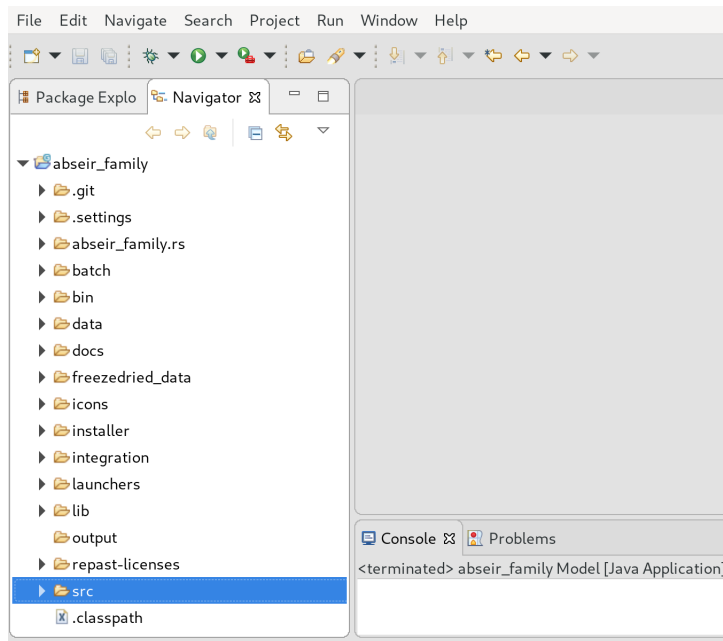 File Edit Navigate Search Project Run Window Help
Package Explo Navigator
abseir_family
.git
.settings
abseir_family.rs
batch
bin
data
docs
freezedried_data
icons
installer
integration
launchers
lib
output
repast-licenses
src
.classpath
Console Problems
<terminated> abseir_family Model [Java Application]